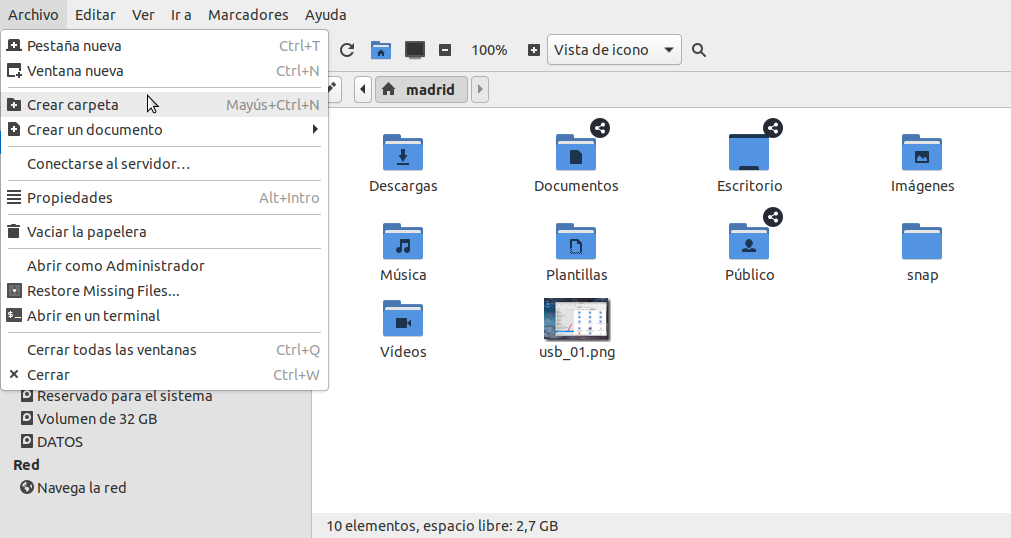 Archivo Editar Ver Ir a Marcadores Ayuda
Pestaña nueva Ctrl+T
Ventana nueva Ctrl+N
Crear carpeta Mayús+Ctrl+N
Crear un documento
Conectarse al servidor...
Propiedades Alt+Intro
Vaciar la papelera
Abrir como Administrador
Restore Missing Files...
Abrir en un terminal
Cerrar todas las ventanas Ctrl+Q
Cerrar Ctrl+W
100% Vista de icono
madrid
Descargas Documentos Escritorio Imágenes
Música Plantillas Público snap
Vídeos usb_01.png
Reservado para el sistema
Volumen de 32 GB
DATOS
Red
Navega la red
10 elementos, espacio libre: 2,7 GB